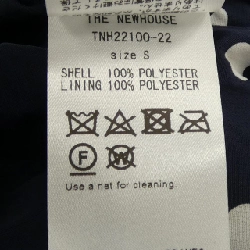 THE NEWHOUSE
TNH22100-22
size S
SHELL 100% POLYESTER
LINING 100% POLYESTER
F W
Use a net for cleaning.